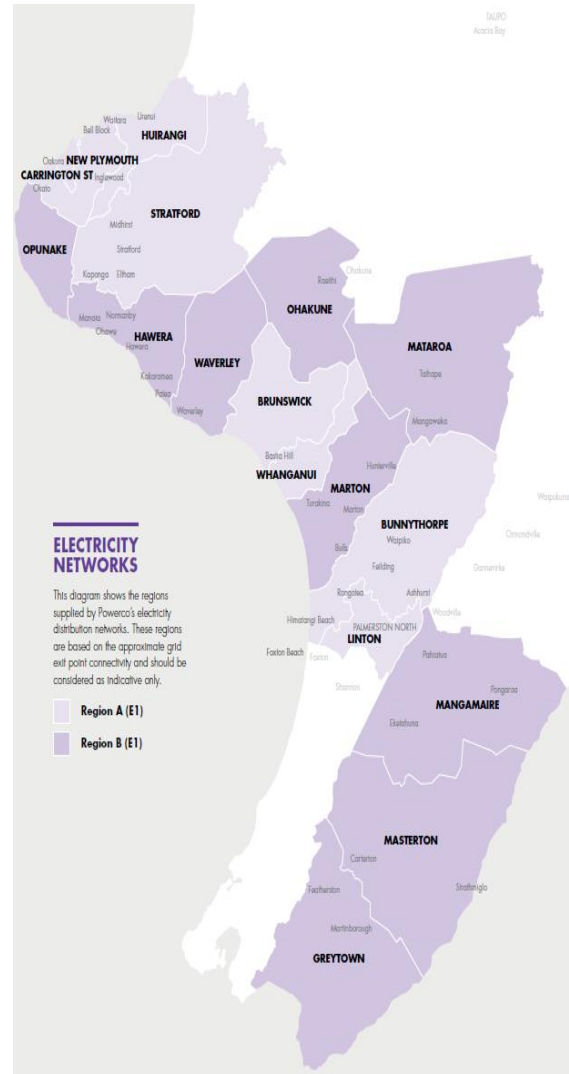 TAUPO
Acacia Bay
Urenui
Waitara
Bell Block
HUIRANGI
Oakura
NEW PLYMOUTH
CARRINGTON ST
Inglewood
Okato
STRATFORD
Midhirst
OPUNAKE
Stratford
Kaponga
Eltham
Ohakune
Raetihi
OHAKUNE
Manaia
Normanby
HAWERA
Ohawe
Hawera
WAVERLEY
MATAROA
Taihape
Kakaramea
Patea
BRUNSWICK
Waverley
Mangaweka
Bastia Hill
WHANGANUI
Hunterville
MARTON
Turakina
Marton
BUNNYTHORPE
Waipukurau
Bulls
Waipiko
Ormondville
Feilding
Dannevirke
Rongotea
Ashhurst
Woodville
Himatangi Beach
PALMERSTON NORTH
LINTON
Foxton Beach
Foxton
Pahiatua
Shannon
Pongaroa
MANGAMAIRE
Eketahuna
MASTERTON
Carterton
Featherston
Martinborough
GREYTOWN
ELECTRICITY
NETWORKS
This diagram shows the regions
supplied by Powerco's electricity
distribution networks. These regions
are based on the approximate grid
exit point connectivity and should be
considered as indicative only.
Region A (E1)
Region B (E1)